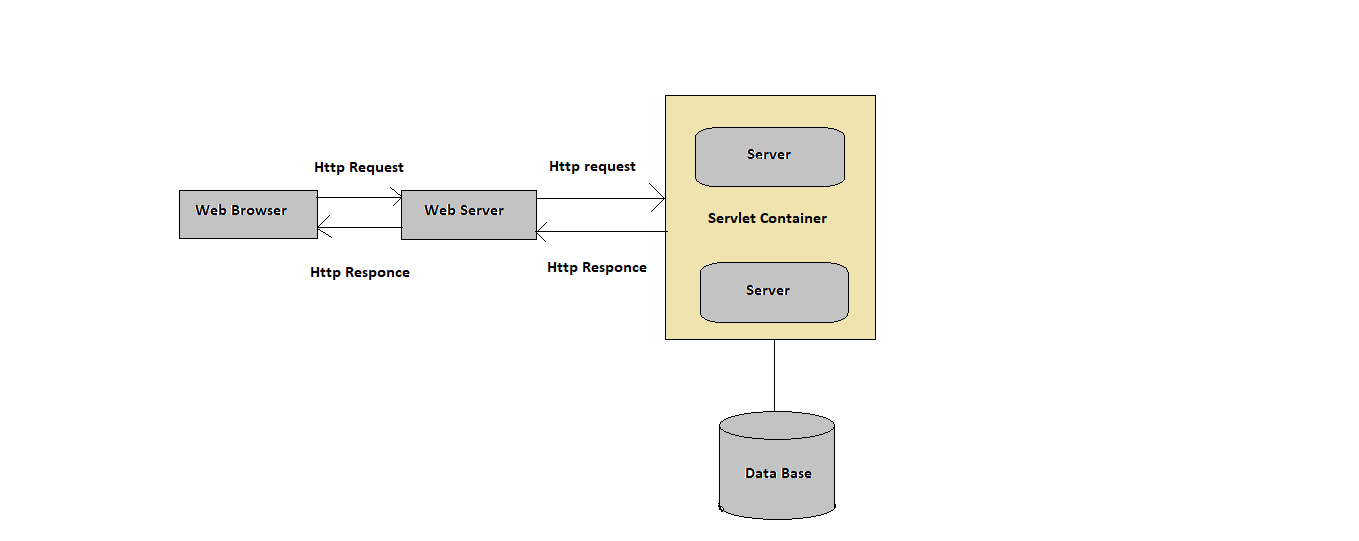 Http Request
Http request
Server
Web Browser
Web Server
Servlet Container
Http Responce
Http Responce
Server
Data Base